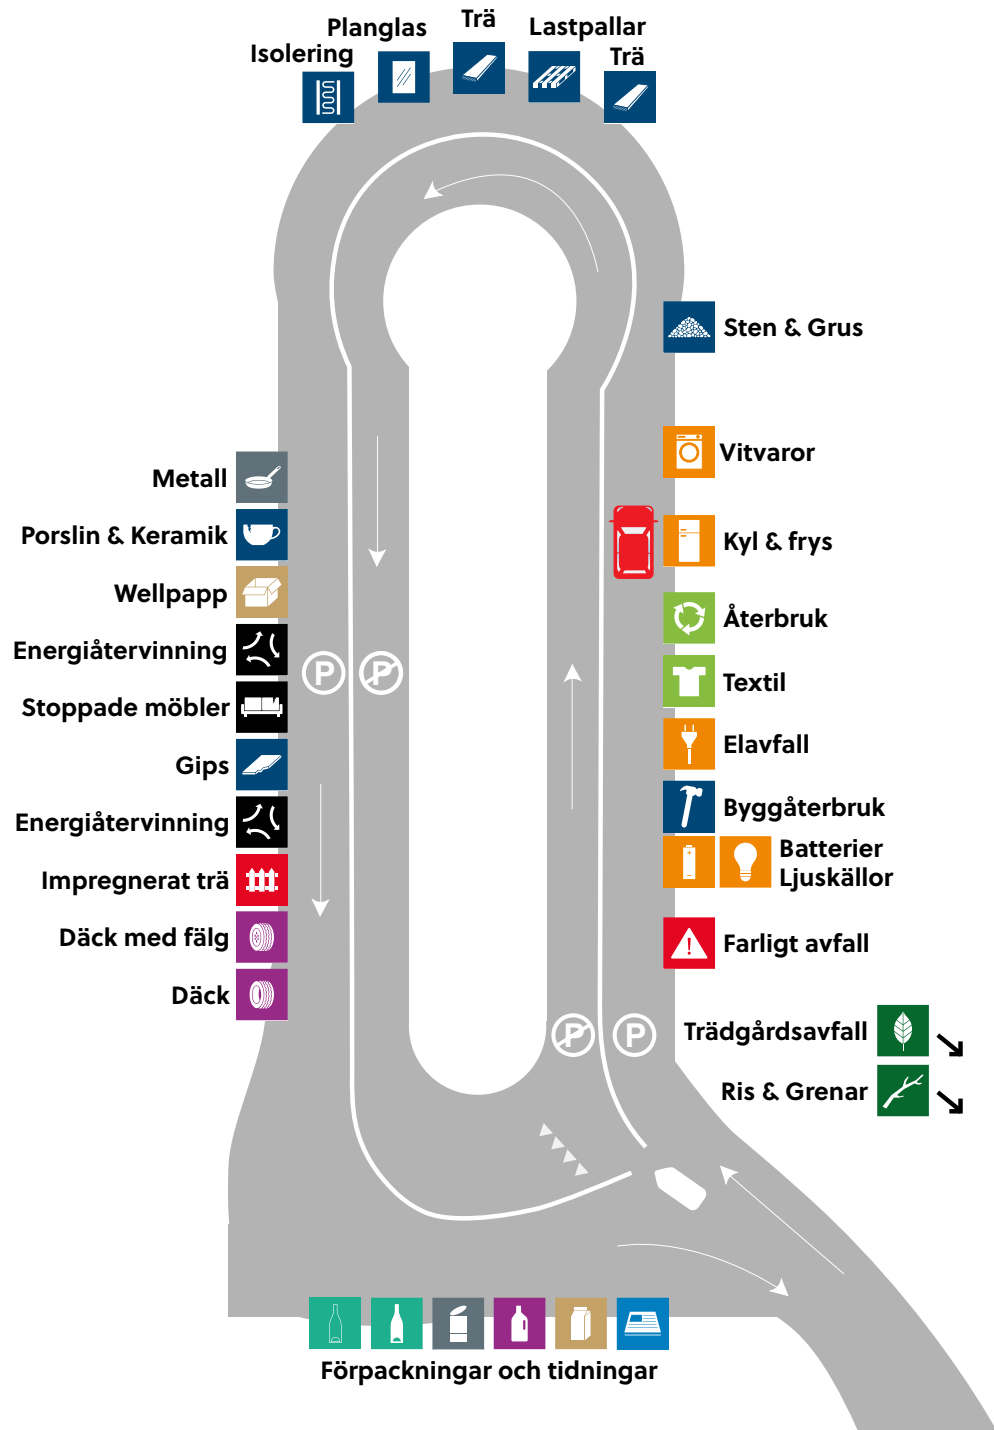 Trä
Planglas
Lastpallar
Isolering
Trä
Sten & Grus
Vitvaror
Metall
Porslin & Keramik
Kyl & frys
Wellpapp
Återbruk
Energiåtervinning
P
P
Textil
Stoppade möbler
Elavfall
Gips
Byggåterbruk
Energiåtervinning
Batterier
Ljuskällor
Impregnerat trä
Däck med fälg
Farligt avfall
Däck
P
P
Trädgårdsavfall
Ris & Grenar
Förpackningar och tidningar